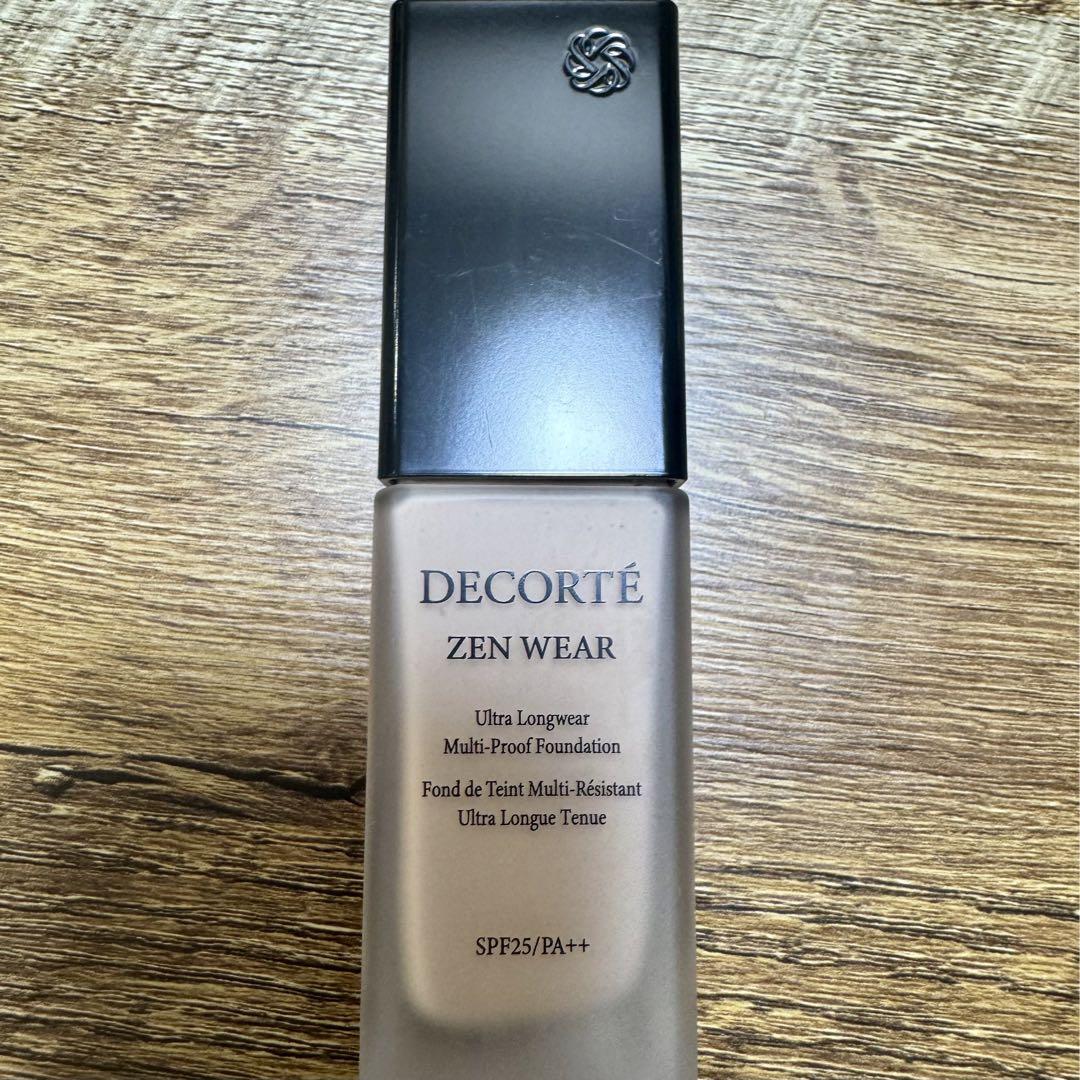 DECORTÉ
ZEN WEAR
Ultra Longwear
Multi-Proof Foundation
Fond de Teint Multi-Résistant
Ultra Longue Tenue
SPF25/PA++